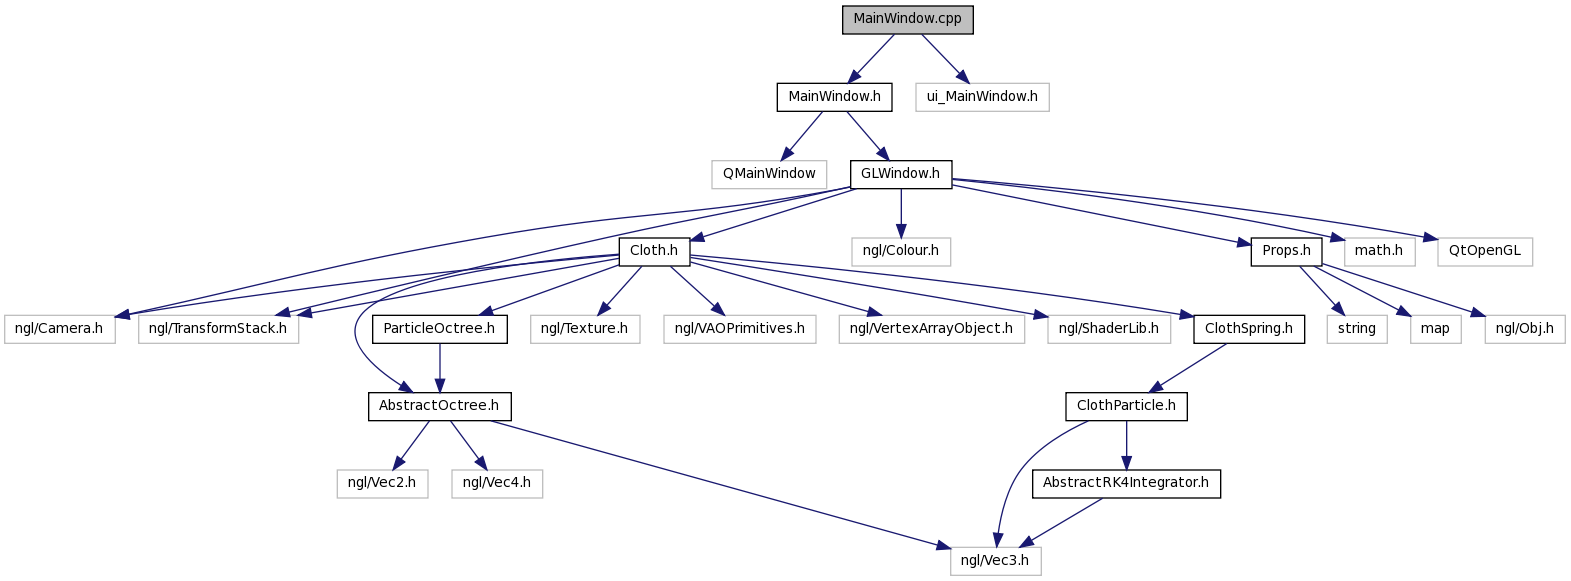 MainWindow.cpp
MainWindow.h
ui_MainWindow.h
QMainWindow
GLWindow.h
Cloth.h
ngl/Colour.h
Props.h
math.h
QtOpenGL
ngl/Camera.h
ngl/TransformStack.h
ParticleOctree.h
ngl/Texture.h
ngl/VAOPrimitives.h
ngl/VertexArrayObject.h
ngl/ShaderLib.h
ClothSpring.h
string
map
ngl/Obj.h
AbstractOctree.h
ClothParticle.h
ngl/Vec2.h
ngl/Vec4.h
AbstractRK4Integrator.h
ngl/Vec3.h